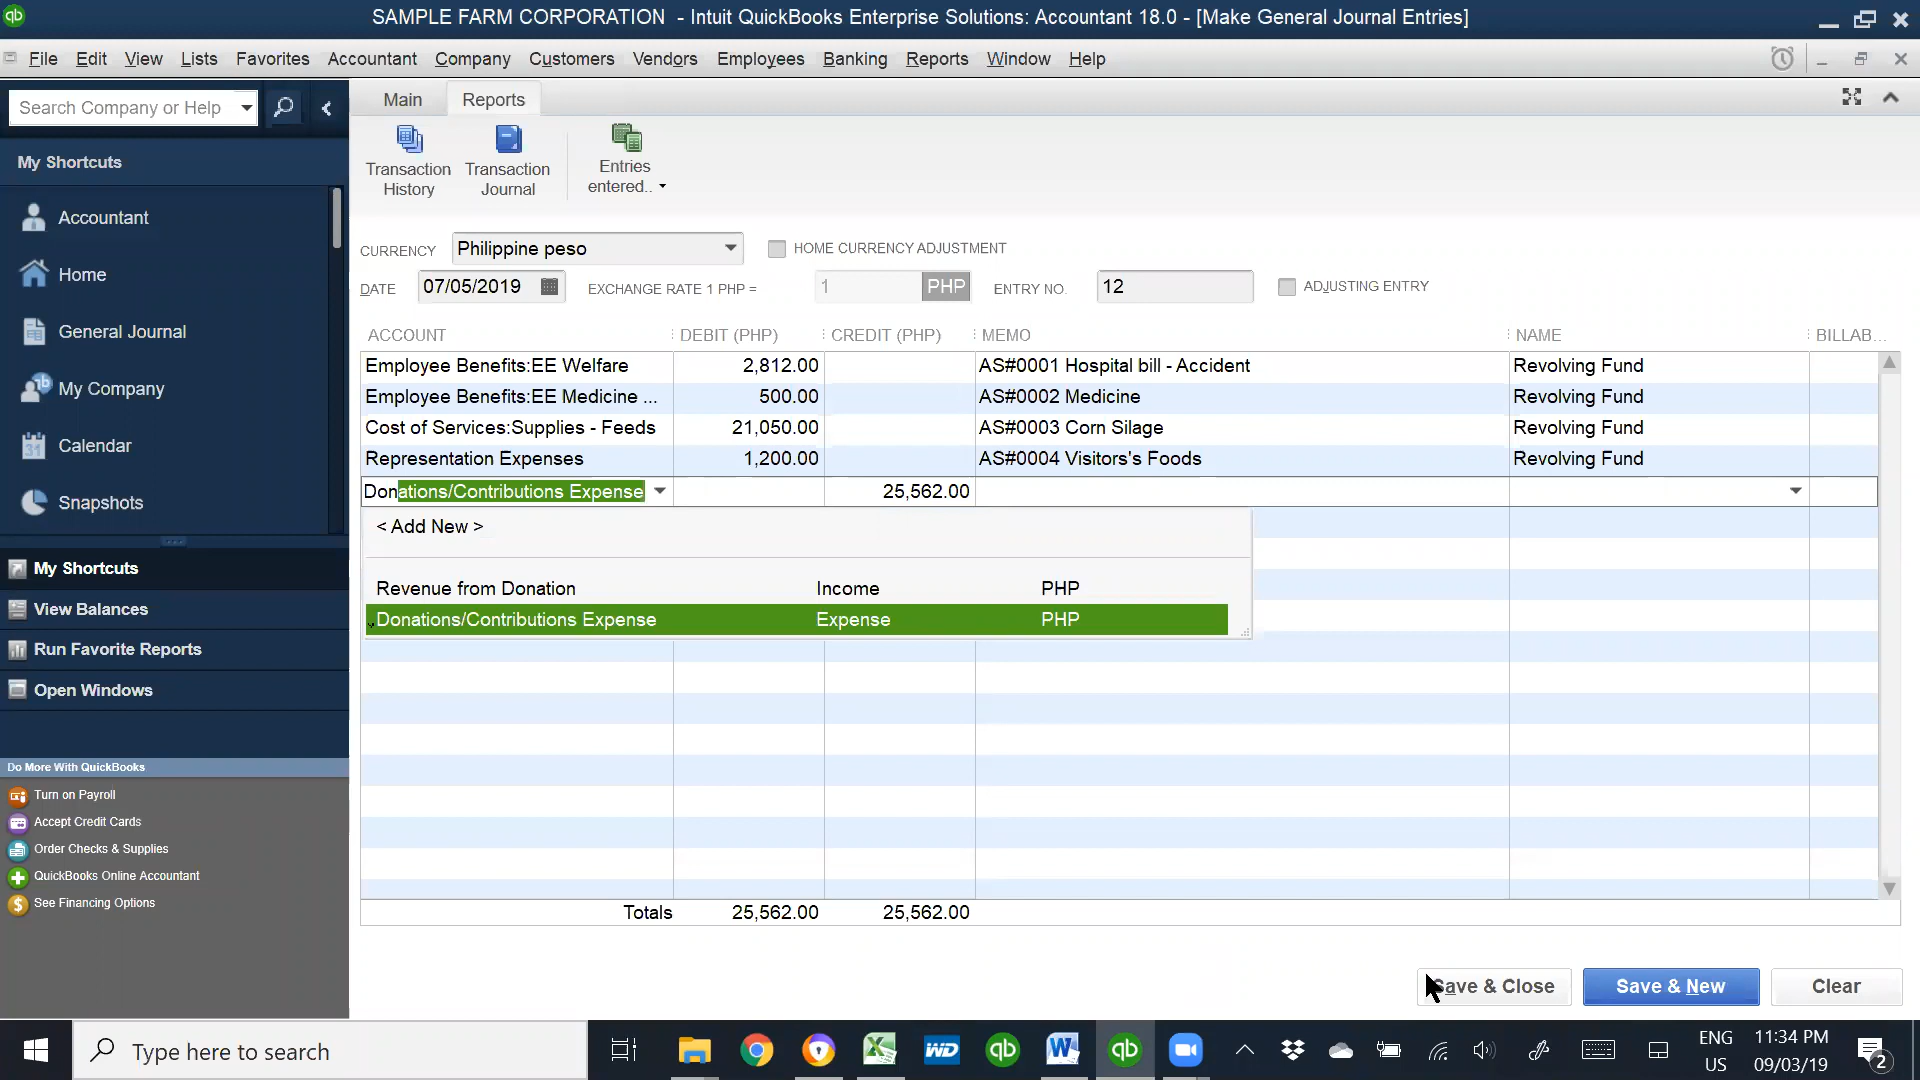 SAMPLE FARM CORPORATION - Intuit QuickBooks Enterprise Solutions: Accountant 18.0 - [Make General Journal Entries]
File Edit View Lists Favorites Accountant Company Customers Vendors Employees Banking Reports Window Help
Search Company or Help
Main Reports
Transaction History
Transaction Journal
Entries entered..
My Shortcuts
Accountant
Home
General Journal
My Company
Calendar
Snapshots
My Shortcuts
View Balances
Run Favorite Reports
Open Windows
Do More With QuickBooks
Turn on Payroll
Accept Credit Cards
Order Checks & Supplies
QuickBooks Online Accountant
See Financing Options
CURRENCY Philippine peso HOME CURRENCY ADJUSTMENT
DATE 07/05/2019 EXCHANGE RATE 1 PHP = 1 PHP ENTRY NO. 12 ADJUSTING ENTRY
ACCOUNT DEBIT (PHP) CREDIT (PHP) MEMO NAME BILLAB...
Employee Benefits:EE Welfare 2,812.00 AS#0001 Hospital bill - Accident Revolving Fund
Employee Benefits:EE Medicine ... 500.00 AS#0002 Medicine Revolving Fund
Cost of Services:Supplies - Feeds 21,050.00 AS#0003 Corn Silage Revolving Fund
Representation Expenses 1,200.00 AS#0004 Visitors's Foods Revolving Fund
Donations/Contributions Expense 25,562.00
< Add New >
Revenue from Donation Income PHP
Donations/Contributions Expense Expense PHP
Totals 25,562.00 25,562.00
Save & Close Save & New Clear
Type here to search
WD
ENG US
11:34 PM
09/03/19
2